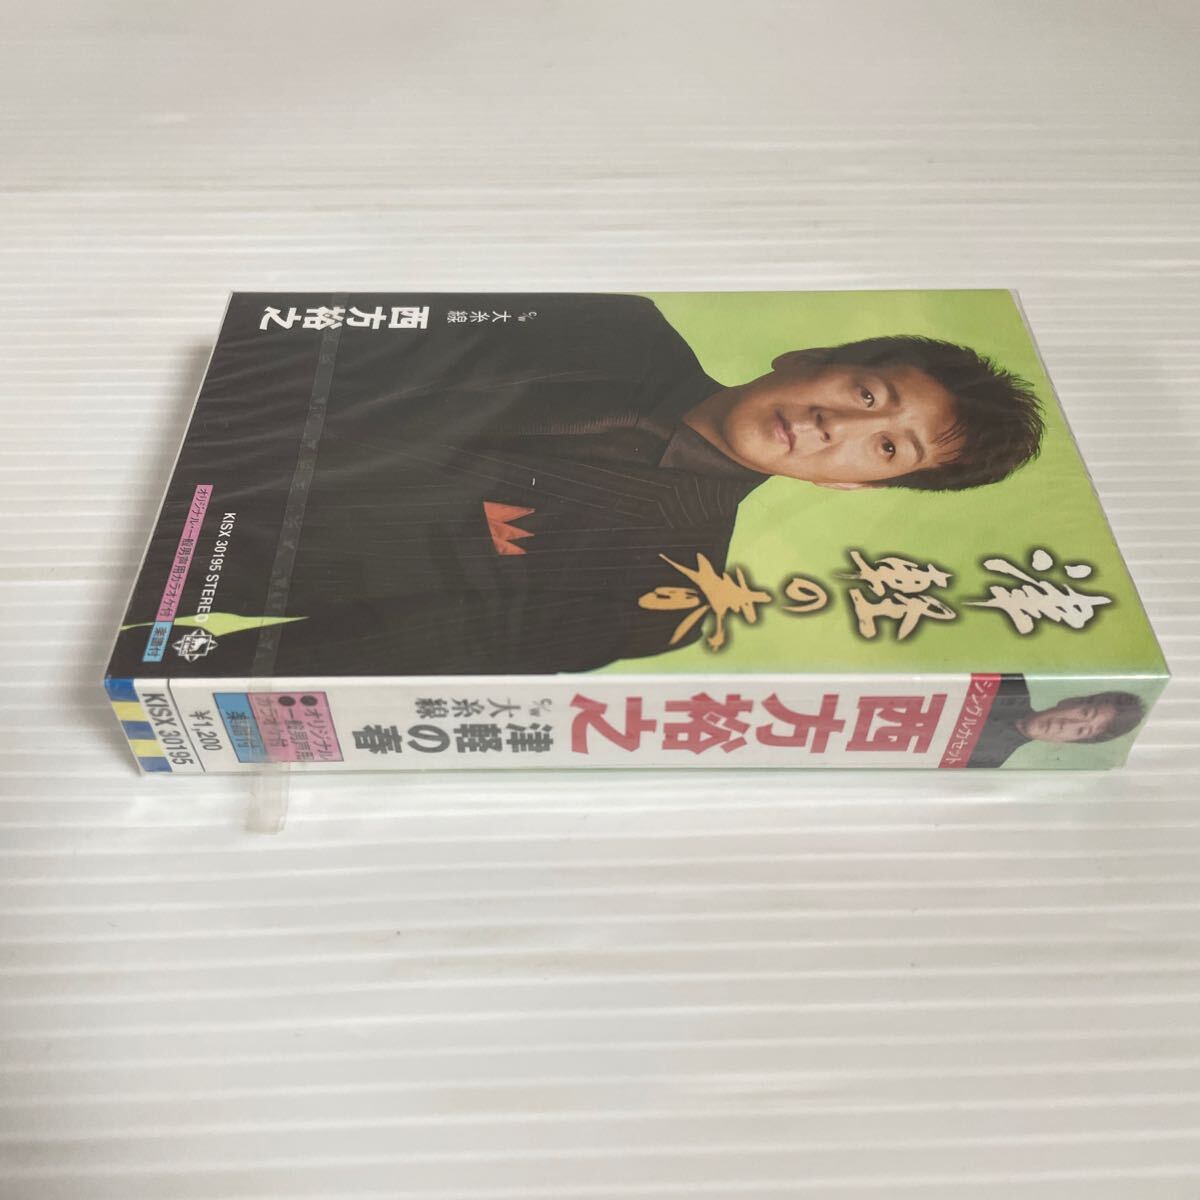 津軽の春
西方裕之
C/W 大糸線
KISX 30195 STEREO
オリジナル・一般男声用カラオケ付
楽譜付
シングルカセット
西方裕之
津軽の春
C/W 大糸線
●オリジナル
●一般男声用
カラオケ付
楽譜付
¥1,200
KISX 30195